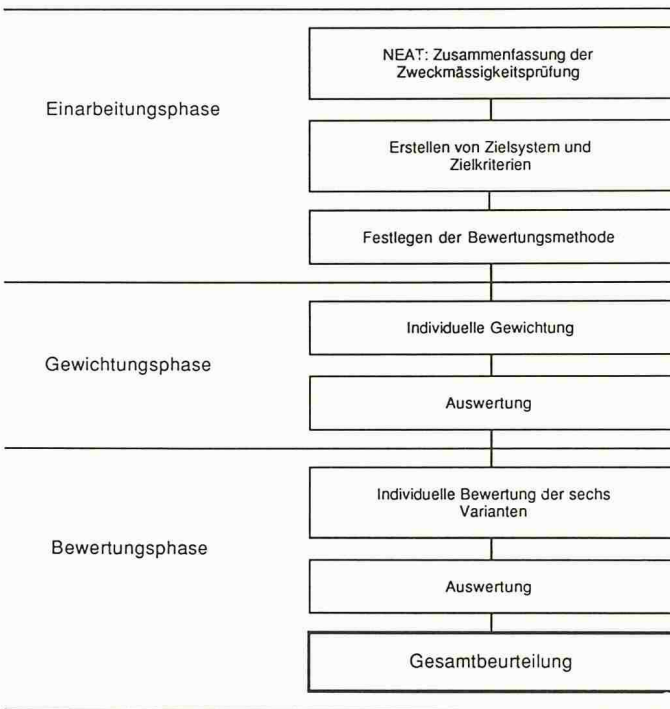 NEAT: Zusammenfassung der
Zweckmässigkeitsprüfung
Einarbeitungsphase
Erstellen von Zielsystem und
Zielkriterien
Festlegen der Bewertungsmethode
Individuelle Gewichtung
Gewichtungsphase
Auswertung
Individuelle Bewertung der sechs
Varianten
Bewertungsphase
Auswertung
Gesamtbeurteilung